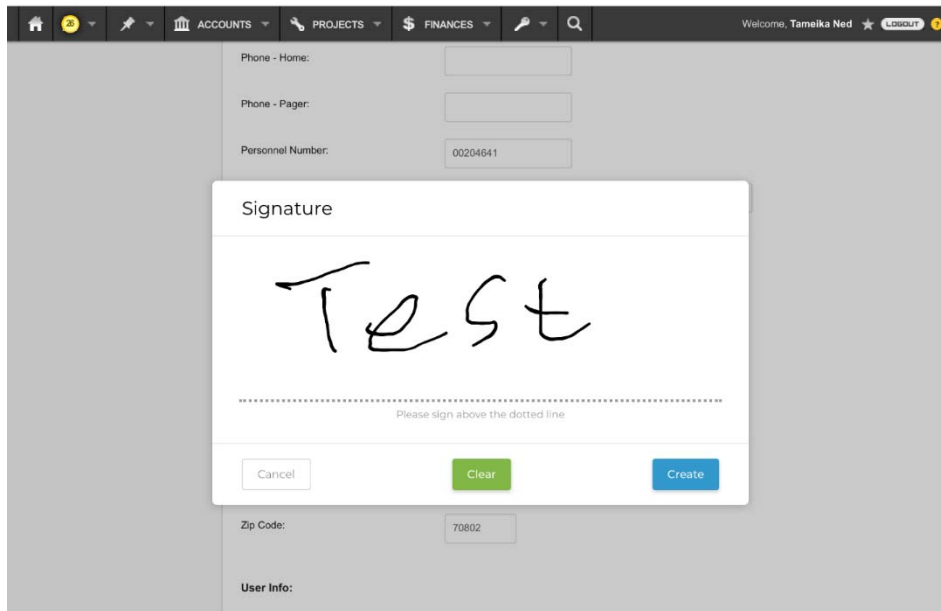 26 ACCOUNTS PROJECTS $ FINANCES Welcome, Tameika Ned LOGOUT ?
Phone - Home:
Phone - Pager:
Personnel Number: 00204641
Signature
Test
Please sign above the dotted line
Cancel Clear Create
Zip Code: 70802
User Info: